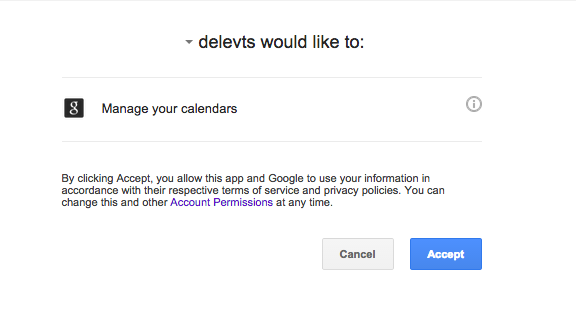 delevts would like to:
g
Manage your calendars
By clicking Accept, you allow this app and Google to use your information in
accordance with their respective terms of service and privacy policies. You can
change this and other Account Permissions at any time.
Cancel
Accept